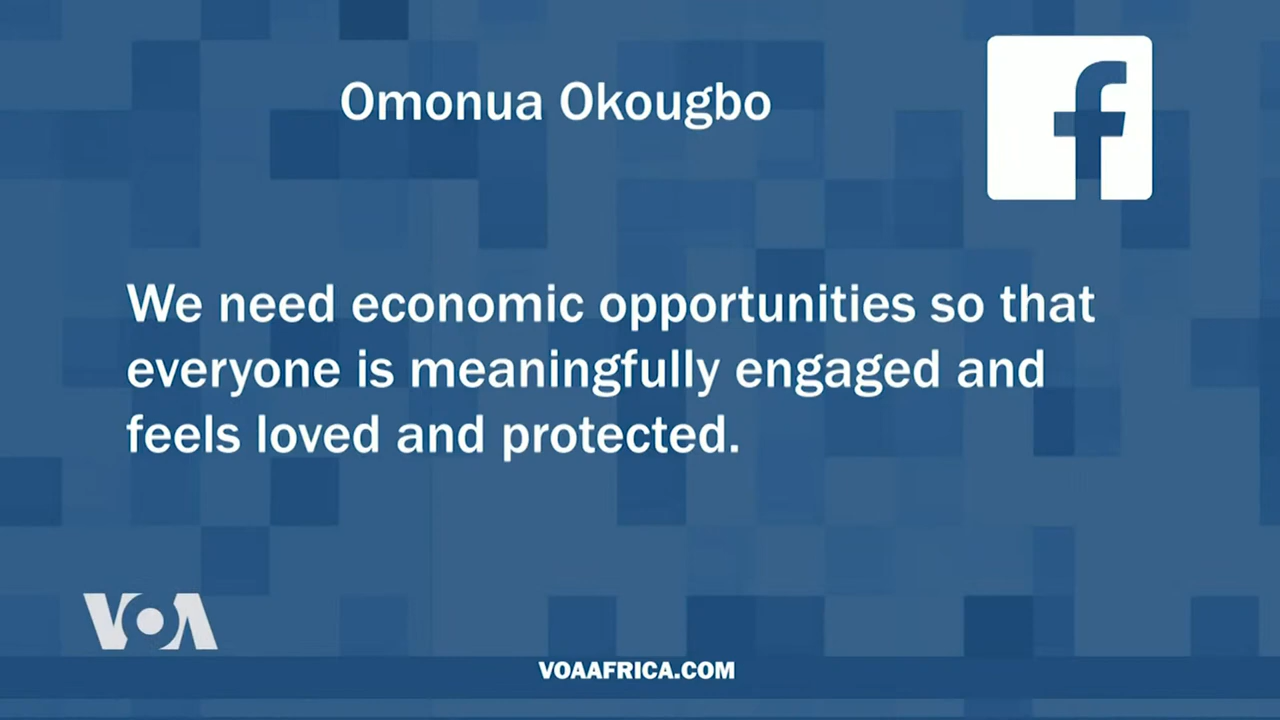 Omonua Okougbo
f
We need economic opportunities so that
everyone is meaningfully engaged and
feels loved and protected.
VOA
VOAAFRICA.COM